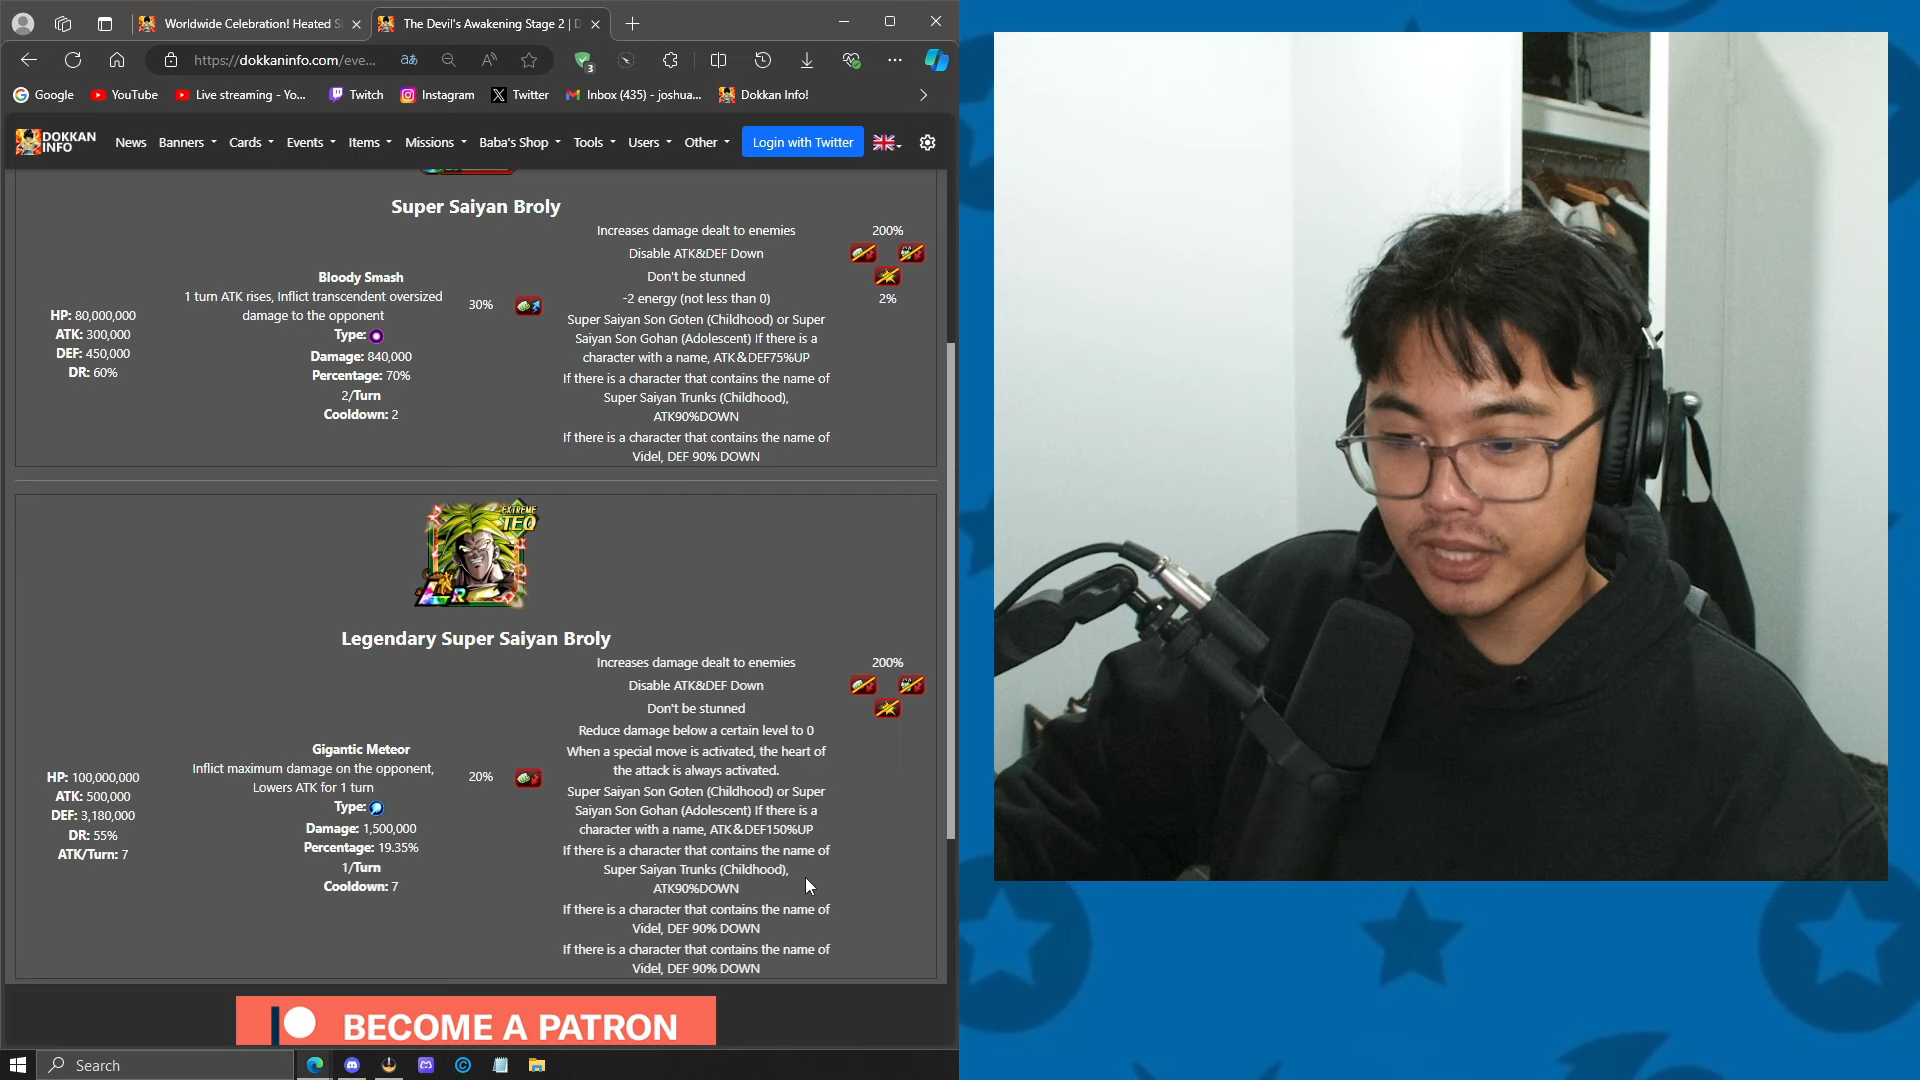 Worldwide Celebration! Heated S
The Devil's Awakening Stage 2 | D
https://dokkaninfo.com/eve...
3
Google
YouTube
Live streaming - Yo...
Twitch
Instagram
Twitter
Inbox (435) - joshua...
Dokkan Info!
DOKKAN
INFO
News
Banners
Cards
Events
Items
Missions
Baba's Shop
Tools
Users
Other
Login with Twitter
Super Saiyan Broly
HP: 80,000,000
ATK: 300,000
DEF: 450,000
DR: 60%
Bloody Smash
1 turn ATK rises, Inflict transcendent oversized
damage to the opponent
Type:
Damage: 840,000
Percentage: 70%
2/Turn
Cooldown: 2
30%
Increases damage dealt to enemies
200%
Disable ATK&DEF Down
Don't be stunned
-2 energy (not less than 0)
2%
Super Saiyan Son Goten (Childhood) or Super
Saiyan Son Gohan (Adolescent) If there is a
character with a name, ATK&DEF75%UP
If there is a character that contains the name of
Super Saiyan Trunks (Childhood),
ATK90%DOWN
If there is a character that contains the name of
Videl, DEF 90% DOWN
EXTREME
TEQ
LR
Legendary Super Saiyan Broly
HP: 100,000,000
ATK: 500,000
DEF: 3,180,000
DR: 55%
ATK/Turn: 7
Gigantic Meteor
Inflict maximum damage on the opponent,
Lowers ATK for 1 turn
Type:
Damage: 1,500,000
Percentage: 19.35%
1/Turn
Cooldown: 7
20%
Increases damage dealt to enemies
200%
Disable ATK&DEF Down
Don't be stunned
Reduce damage below a certain level to 0
When a special move is activated, the heart of
the attack is always activated.
Super Saiyan Son Goten (Childhood) or Super
Saiyan Son Gohan (Adolescent) If there is a
character with a name, ATK&DEF150%UP
If there is a character that contains the name of
Super Saiyan Trunks (Childhood),
ATK90%DOWN
If there is a character that contains the name of
Videl, DEF 90% DOWN
If there is a character that contains the name of
Videl, DEF 90% DOWN
BECOME A PATRON
Search